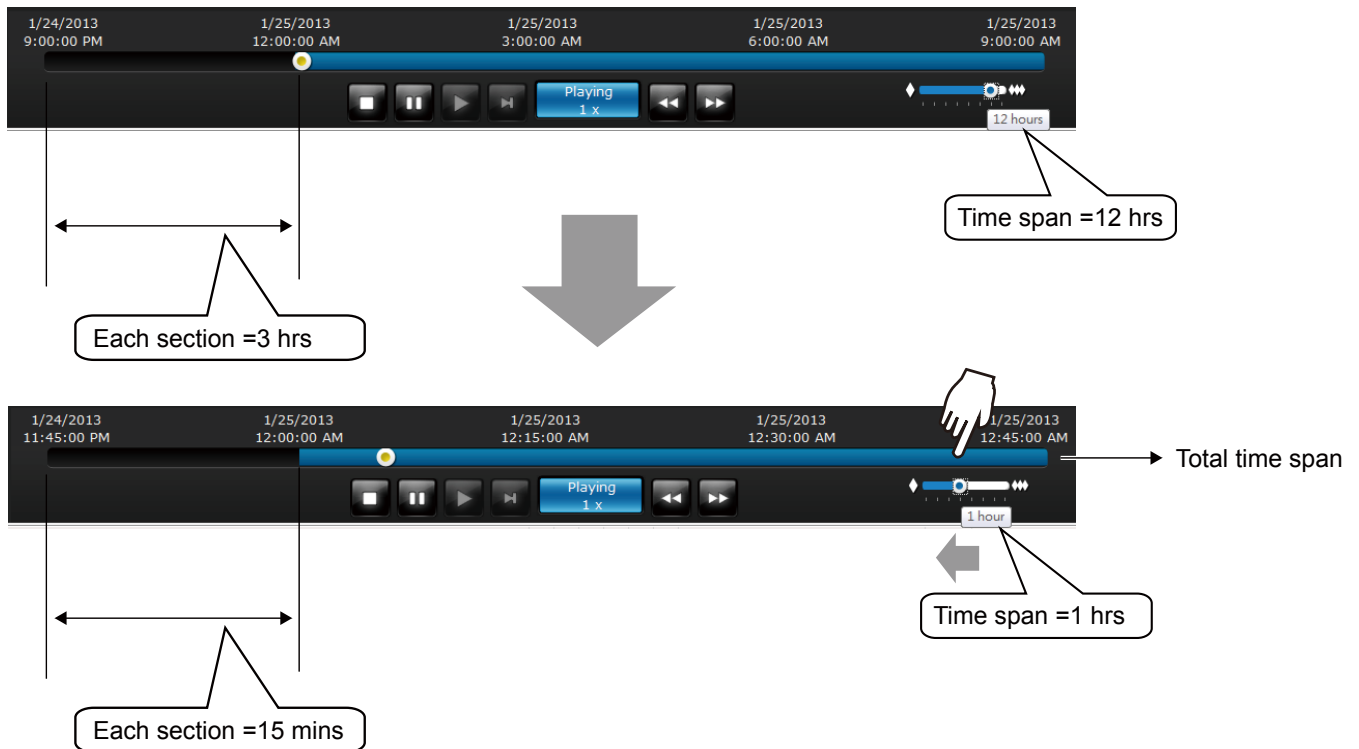 1/24/2013 1/25/2013 1/25/2013 1/25/2013 1/25/2013
9:00:00 PM 12:00:00 AM 3:00:00 AM 6:00:00 AM 9:00:00 AM
Playing
1 x
12 hours
Time span =12 hrs
Each section =3 hrs
1/24/2013 1/25/2013 1/25/2013 1/25/2013 1/25/2013
11:45:00 PM 12:00:00 AM 12:15:00 AM 12:30:00 AM 12:45:00 AM
Total time span
Playing
1 x
1 hour
Time span =1 hrs
Each section =15 mins